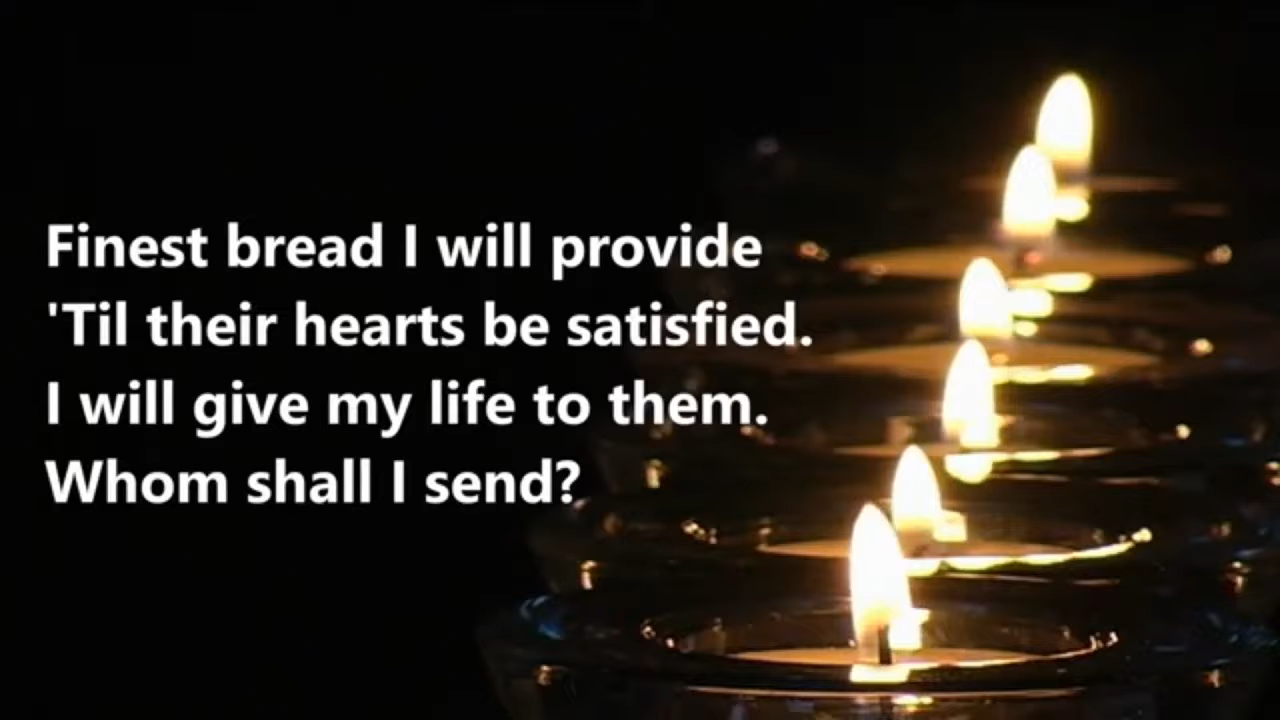 Finest bread I will provide
'Til their hearts be satisfied.
I will give my life to them.
Whom shall I send?